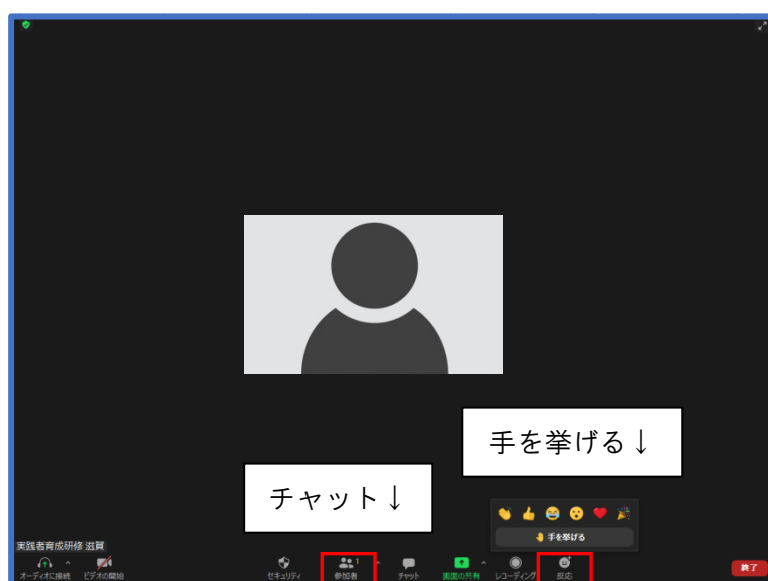 手を挙げる↓
チャット↓
手を挙げる
実践者育成研修 滋賀
オーディオに接続 ビデオの開始 セキュリティ 参加者 1 チャット 画面の共有 レコーディング 反応 終了